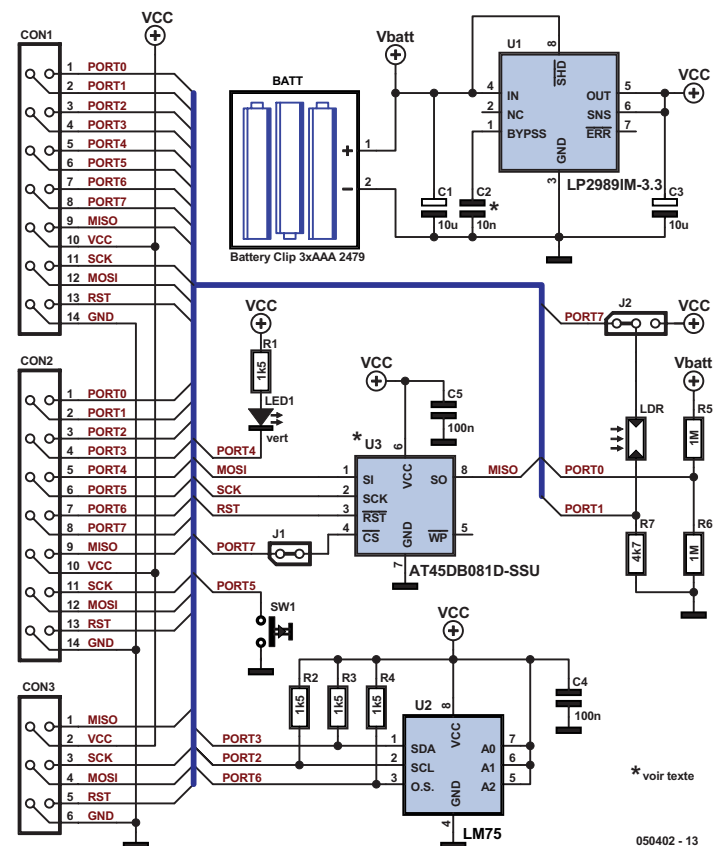 CON1
1 PORT0
2 PORT1
3 PORT2
4 PORT3
5 PORT4
6 PORT5
7 PORT6
8 PORT7
9 MISO
10 VCC
11 SCK
12 MOSI
13 RST
14 GND
VCC
BATT
+ 1
− 2
Battery Clip 3xAAA 2479
Vbatt
U1
8
SHD
4 IN
2 NC
1 BYPSS
OUT 5
SNS 6
ERR 7
GND
3
LP2989IM-3.3
VCC
C1
10u
C2
*
10n
C3
10u
CON2
1 PORT0
2 PORT1
3 PORT2
4 PORT3
5 PORT4
6 PORT5
7 PORT6
8 PORT7
9 MISO
10 VCC
11 SCK
12 MOSI
13 RST
14 GND
VCC
R1
1k5
LED1
vert
PORT4
MOSI
SCK
RST
PORT7
J1
PORT5
SW1
VCC
C5
100n
* U3
6
VCC
1 SI
2 SCK
3 RST
4 CS
SO 8
WP 5
GND
7
AT45DB081D-SSU
MISO
PORT7
J2
VCC
Vbatt
LDR
R5
1M
PORT0
PORT1
R7
4k7
R6
1M
CON3
1 MISO
2 VCC
3 SCK
4 MOSI
5 RST
6 GND
PORT3
PORT2
PORT6
R2
1k5
R3
1k5
R4
1k5
VCC
U2
8
VCC
1 SDA
2 SCL
3 O.S.
A0 7
A1 6
A2 5
GND
4
LM75
C4
100n
* voir texte
050402 - 13